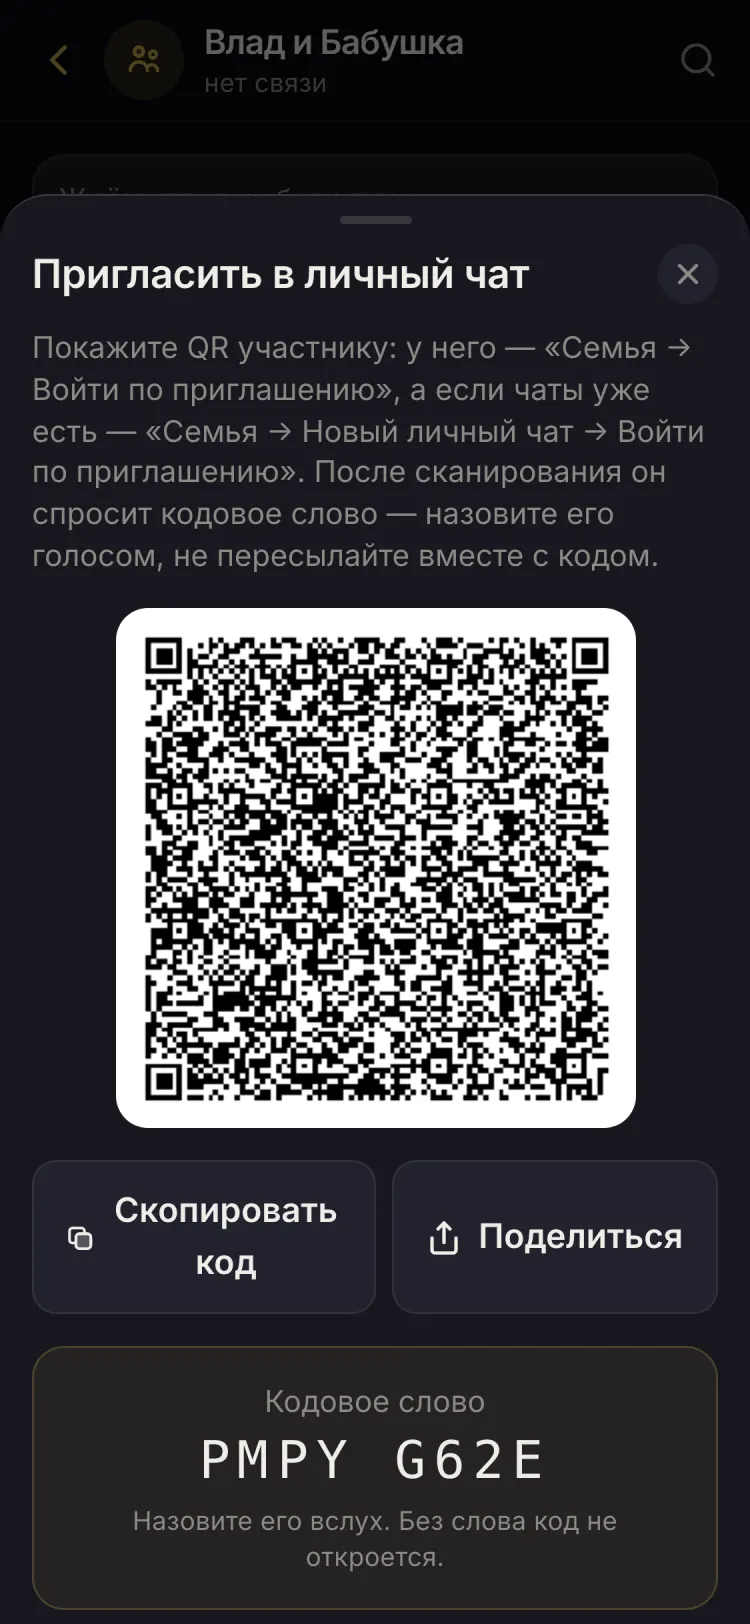 Влад и Бабушка
нет связи
Пригласить в личный чат
Покажите QR участнику: у него — «Семья →
Войти по приглашению», а если чаты уже
есть — «Семья → Новый личный чат → Войти
по приглашению». После сканирования он
спросит кодовое слово — назовите его
голосом, не пересылайте вместе с кодом.
Скопировать
код
Поделиться
Кодовое слово
PMPY G62E
Назовите его вслух. Без слова код не
откроется.